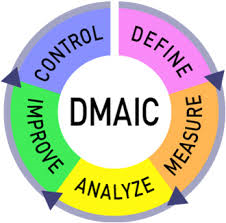 DMAIC
DEFINE
MEASURE
ANALYZE
IMPROVE
CONTROL